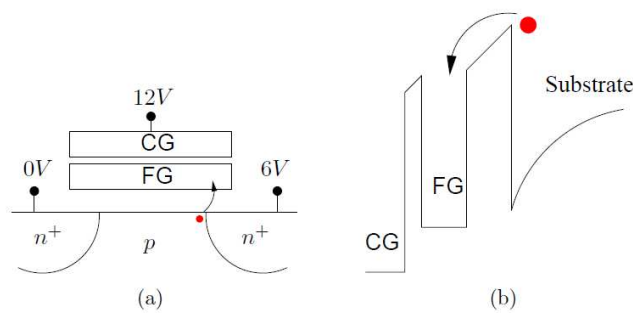 12V
CG
0V
FG
6V
n+
p
n+
(a)
Substrate
FG
CG
(b)